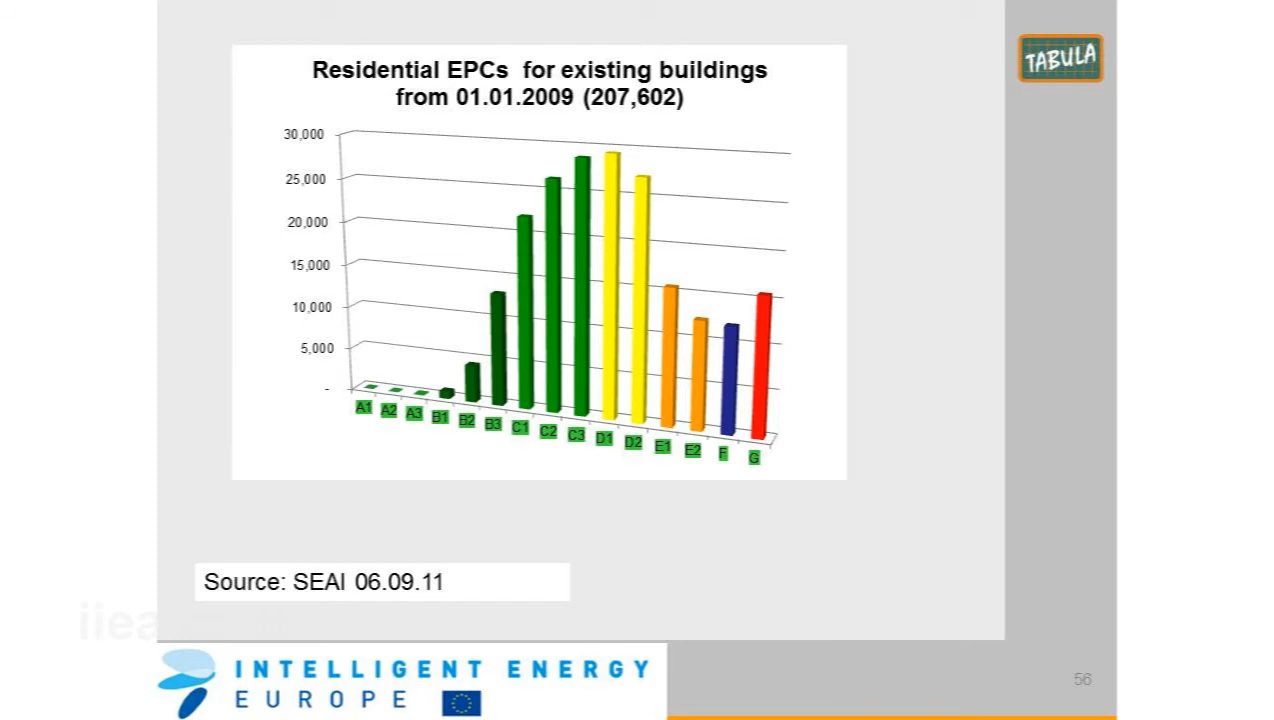 TABULA
Residential EPCs for existing buildings
from 01.01.2009 (207,602)
30,000
25,000
20,000
15,000
10,000
5,000
-
A1 A2 A3 B1 B2 B3 C1 C2 C3 D1 D2 E1 E2 F G
Source: SEAI 06.09.11
iiea
INTELLIGENT ENERGY
EUROPE
56